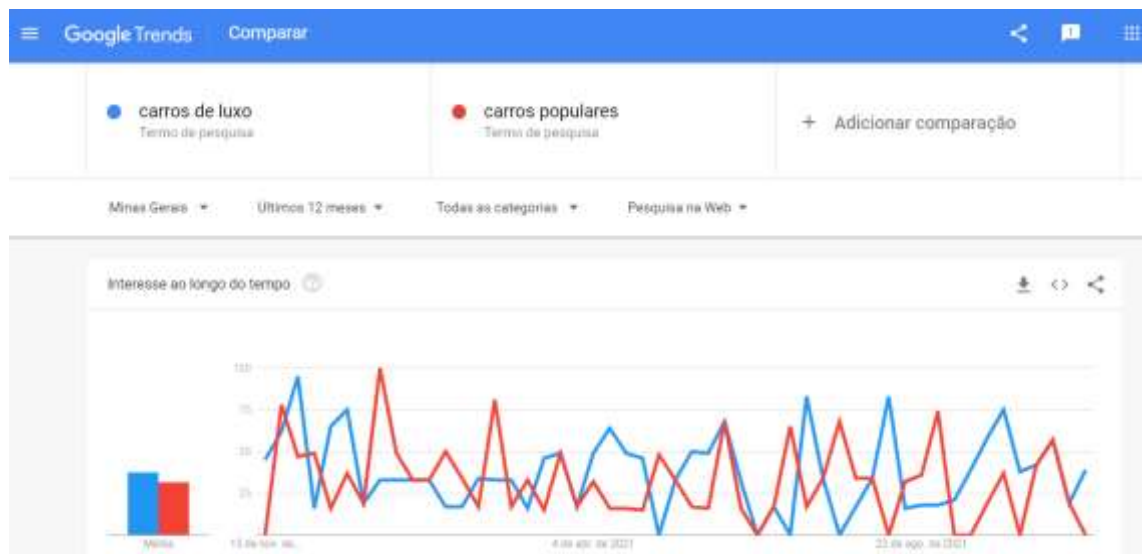 Google Trends Comparar
carros de luxo
Termo de pesquisa
carros populares
Termo de pesquisa
+ Adicionar comparação
Minas Gerais Últimos 12 meses Todas as categorias Pesquisa na Web
Interesse ao longo do tempo
100
75
50
25
Média
4 de abr. de 2021
22 de ago. de 2021